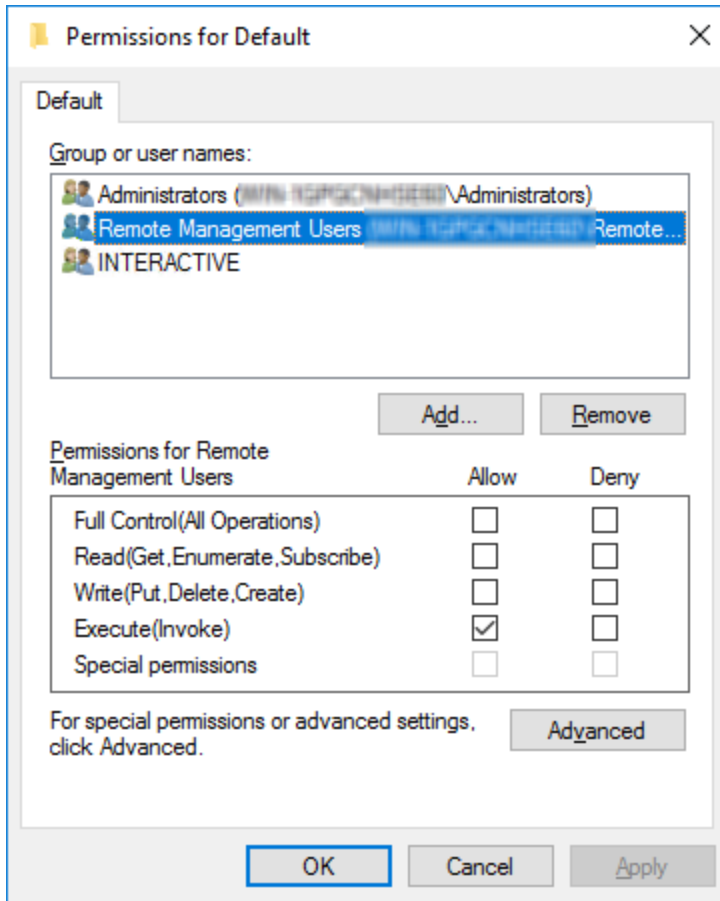 Permissions for Default
Default
Group or user names:
Administrators (\Administrators)
Remote Management Users Remote...
INTERACTIVE
Add...
Remove
Permissions for Remote
Management Users
Allow
Deny
Full Control(All Operations)
Read(Get,Enumerate,Subscribe)
Write(Put,Delete,Create)
Execute(Invoke)
Special permissions
For special permissions or advanced settings,
click Advanced.
Advanced
OK
Cancel
Apply